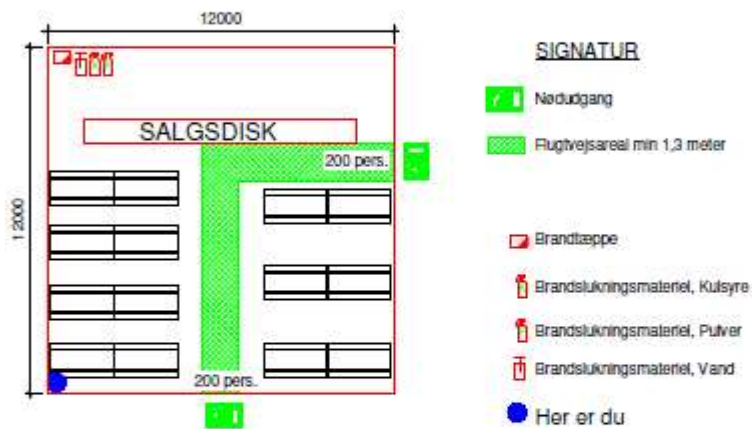 12000
12000
SALGSDISK
200 pers.
200 pers.
SIGNATUR
Nødudgang
Flugtvejsareal min 1,3 meter
Brandtæppe
Brandslukningsmateriel, Kulsyre
Brandslukningsmateriel, Pulver
Brandslukningsmateriel, Vand
Her er du